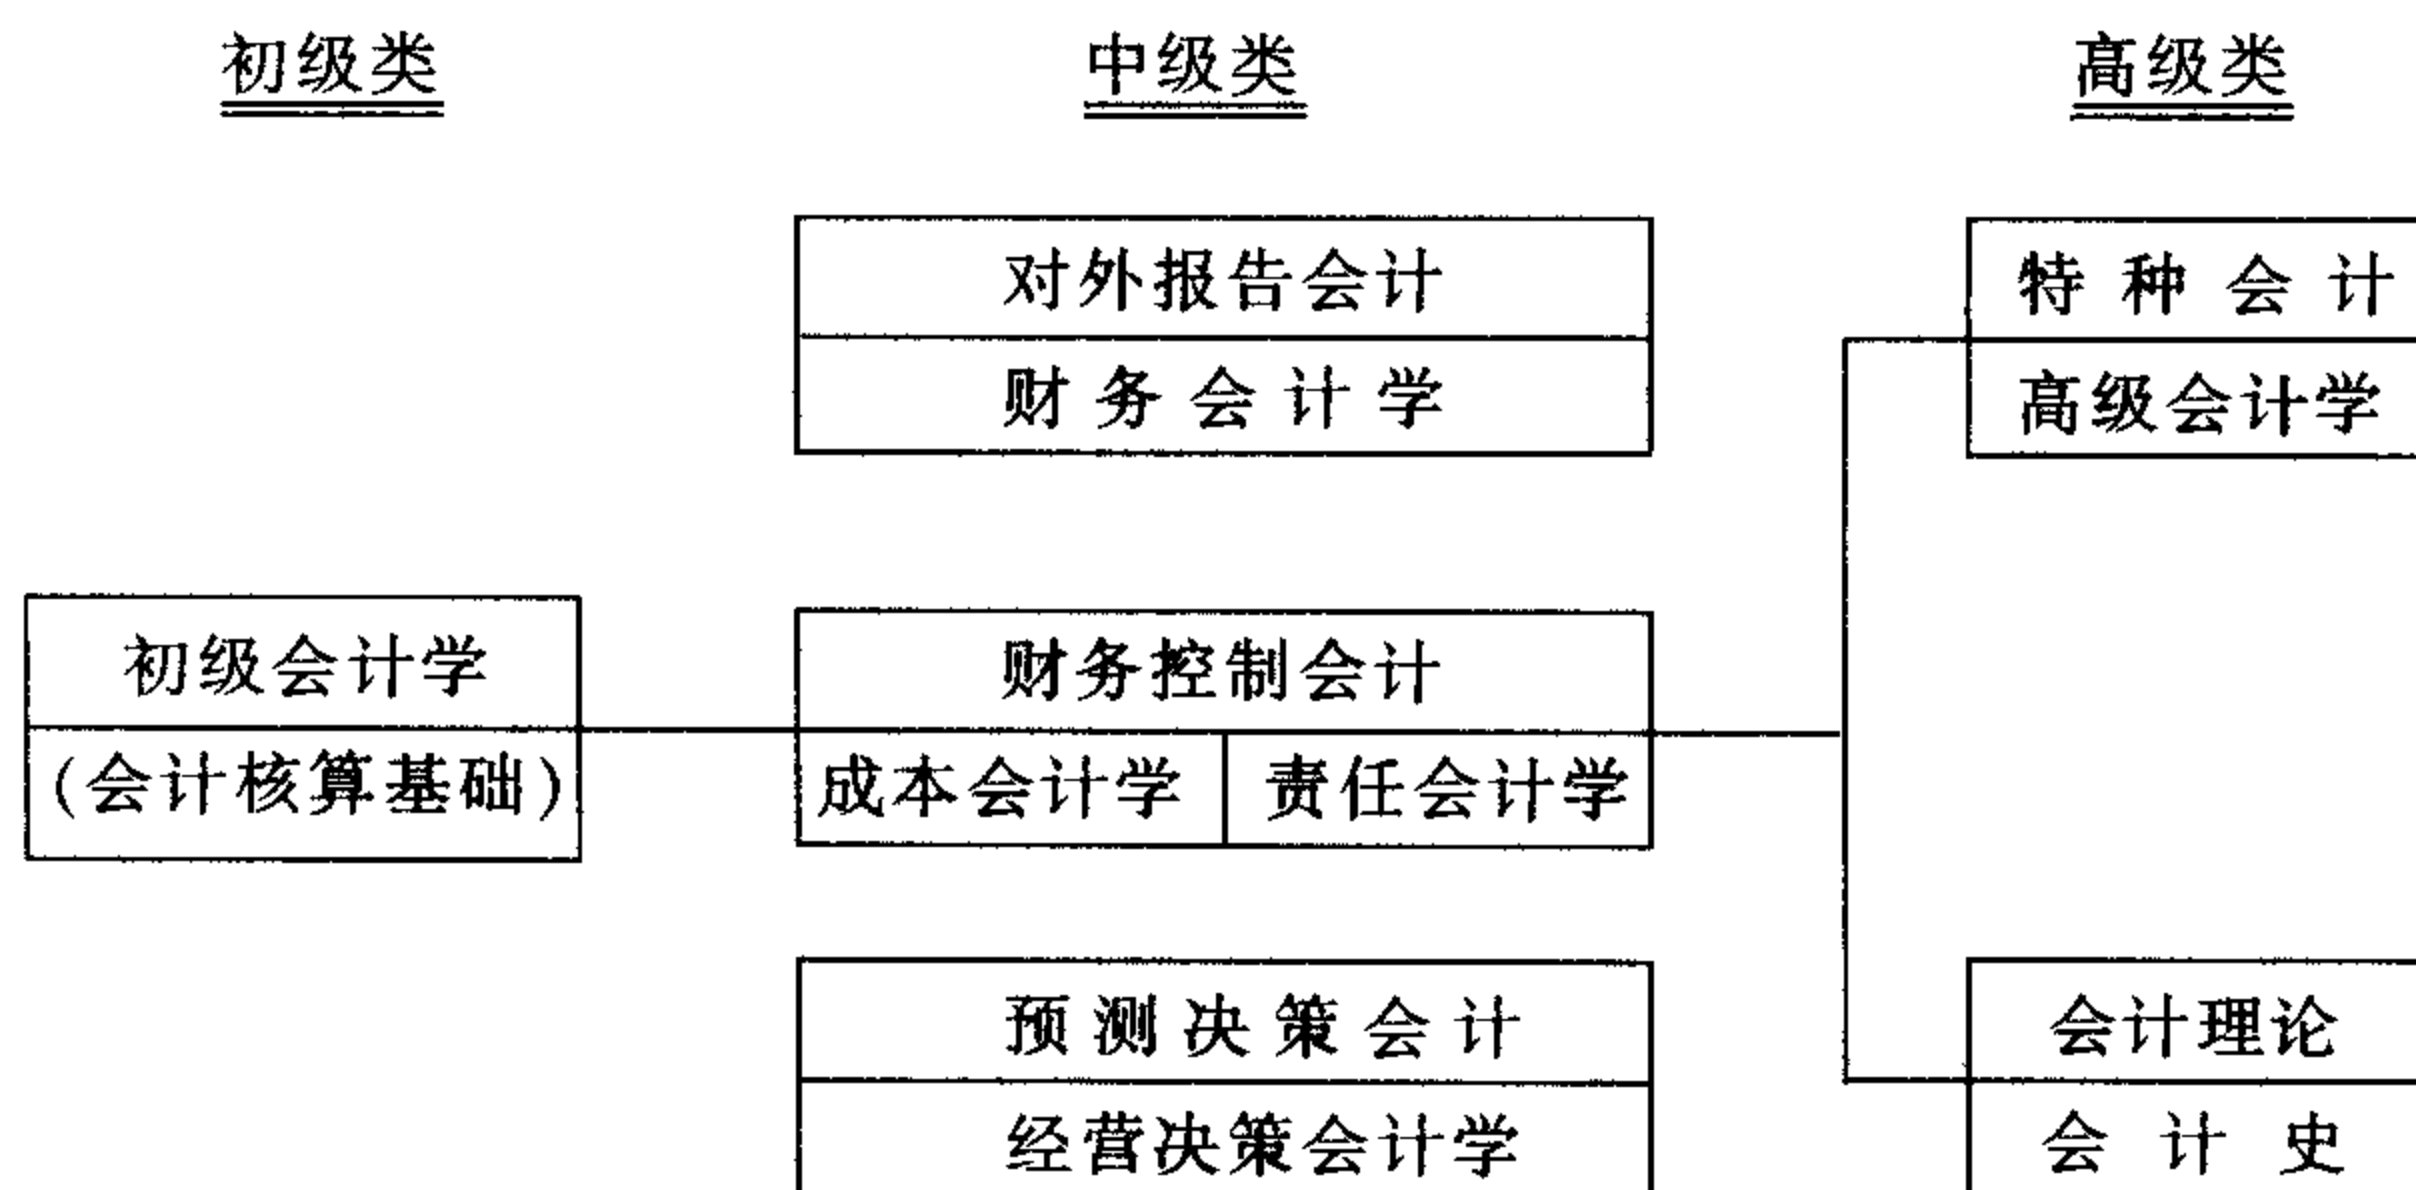 初级类
中级类
高级类
对外报告会计
财务会计学
特种会计
高级会计学
初级会计学
(会计核算基础)
财务控制会计
成本会计学
责任会计学
预测决策会计
经营决策会计学
会计理论
会计史